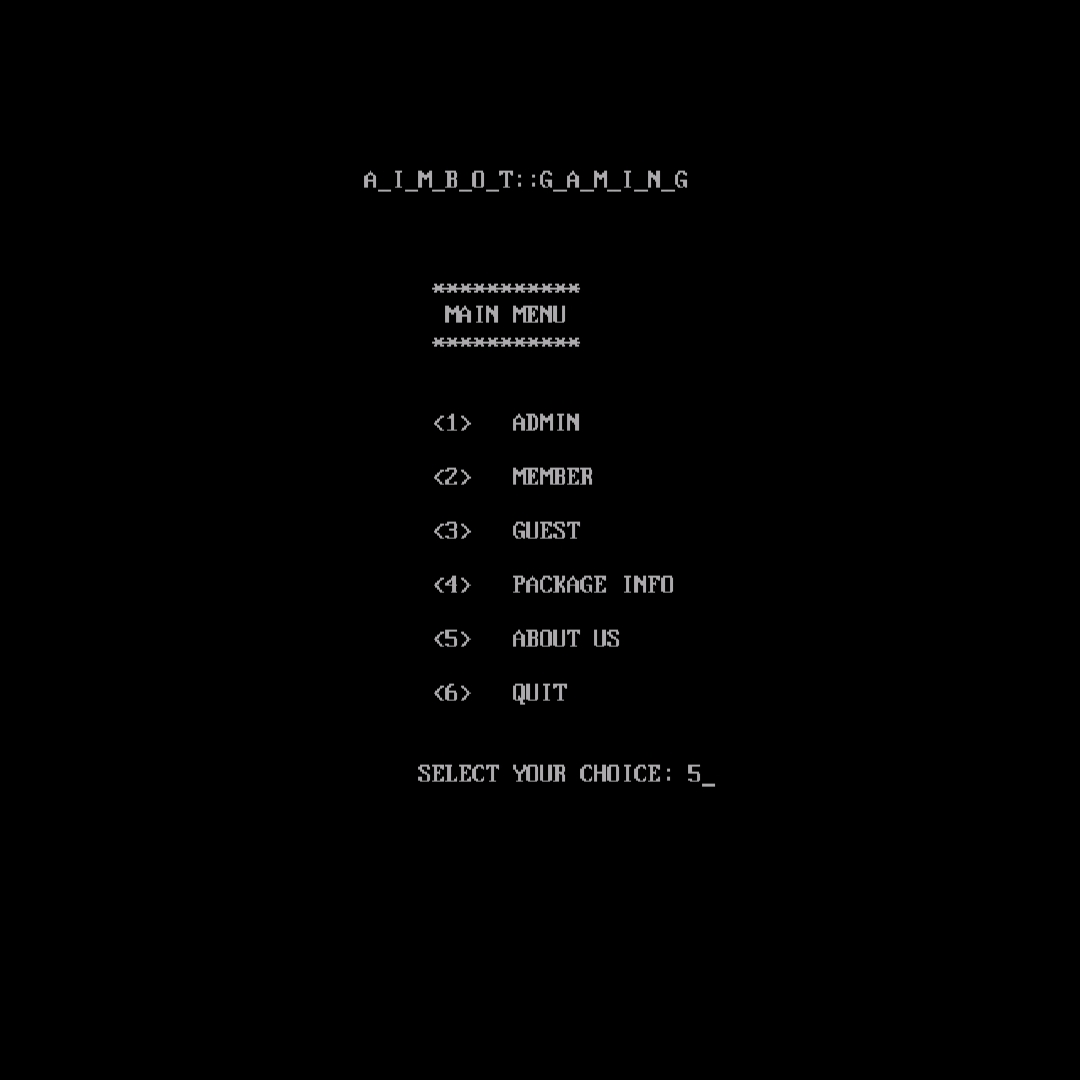 A_I_M_B_O_T::G_A_M_I_N_G
***********
MAIN MENU
***********
<1> ADMIN
<2> MEMBER
<3> GUEST
<4> PACKAGE INFO
<5> ABOUT US
<6> QUIT
SELECT YOUR CHOICE: 5_